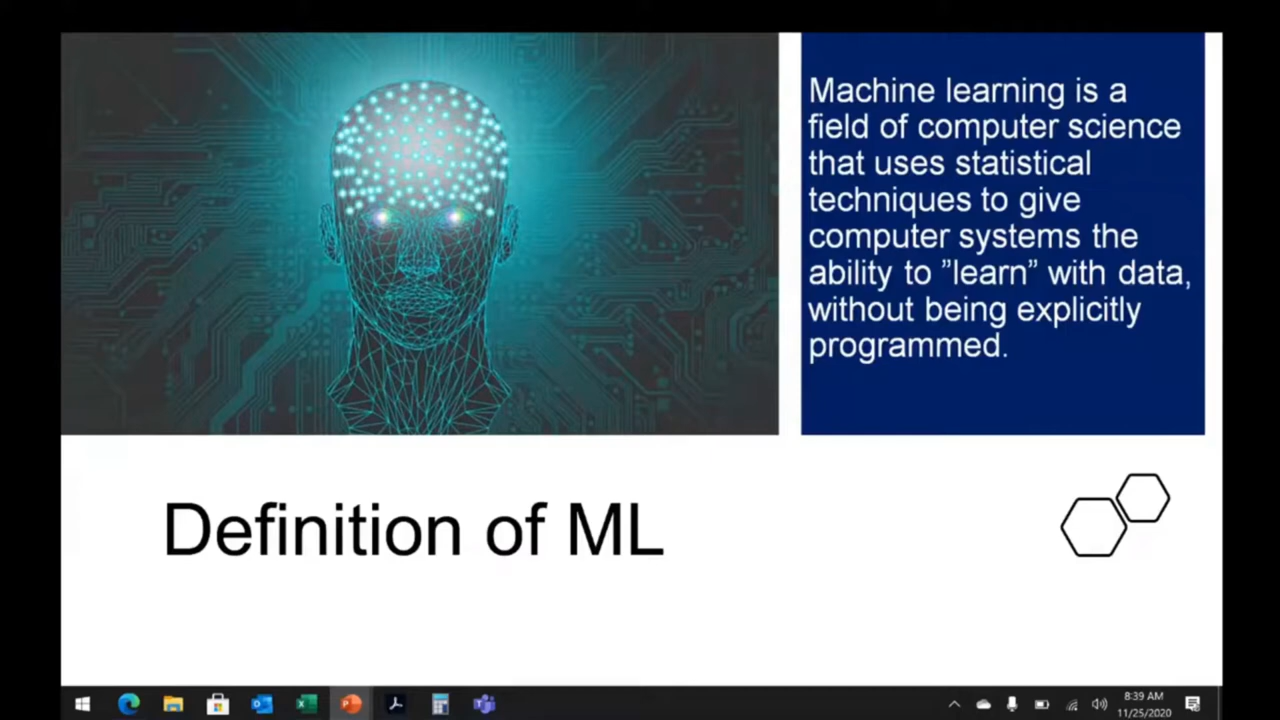 Machine learning is a
field of computer science
that uses statistical
techniques to give
computer systems the
ability to ”learn” with data,
without being explicitly
programmed.
Definition of ML
8:39 AM
11/25/2020